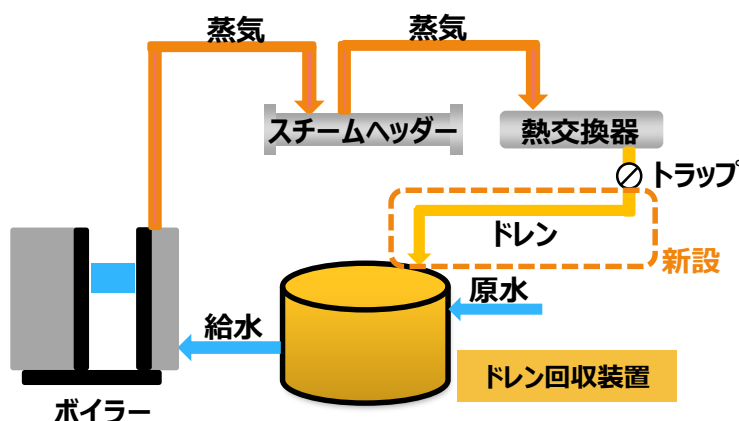 蒸気
蒸気
スチームヘッダー
熱交換器
トラップ
ドレン
新設
原水
給水
ドレン回収装置
ボイラー